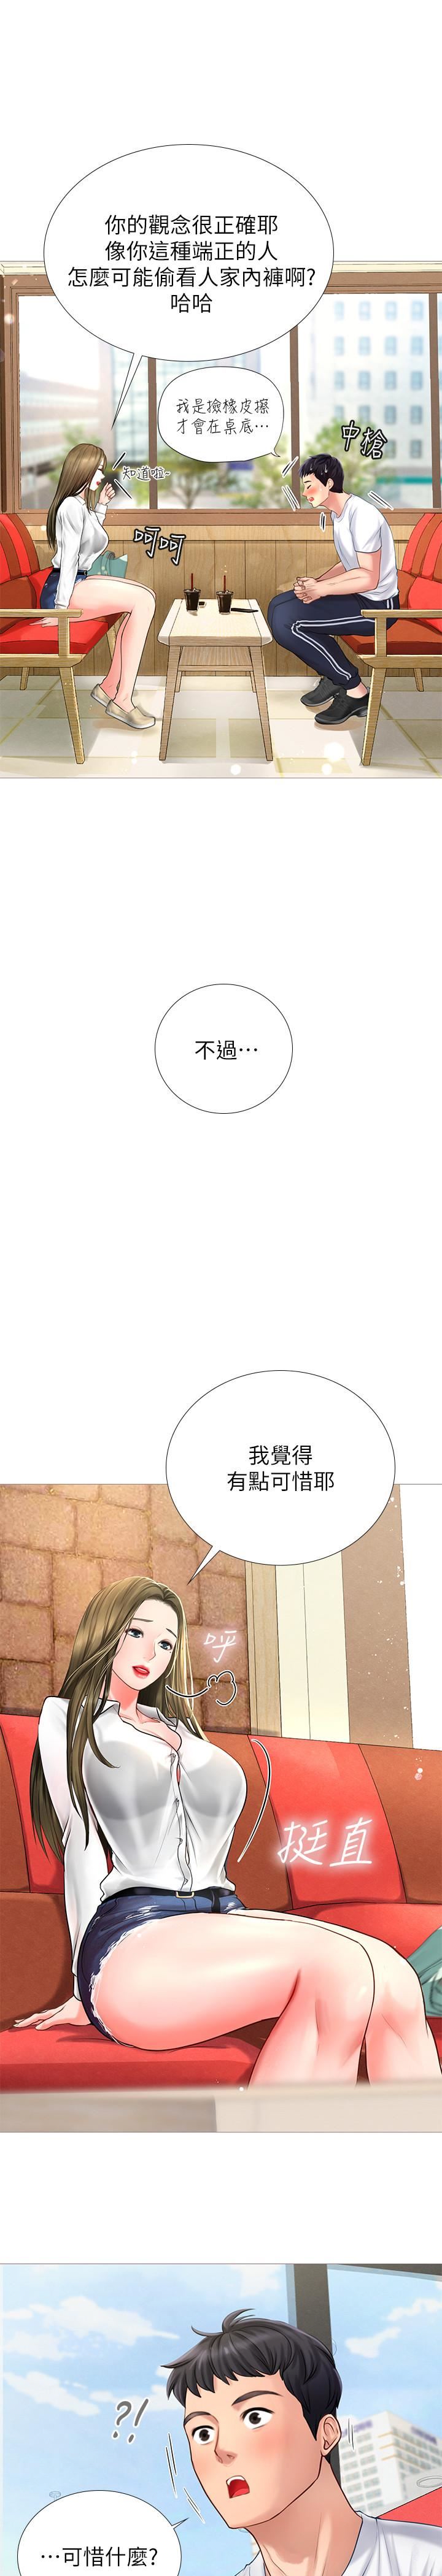 你的觀念很正確耶
像你這種端正的人
怎麼可能偷看人家內褲啊?
哈哈
我是撿橡皮擦
才會在桌底…
中槍
知道啦~
呵呵
不過…
我覺得
有點可惜耶
呼
挺直
?!
…可惜什麼?